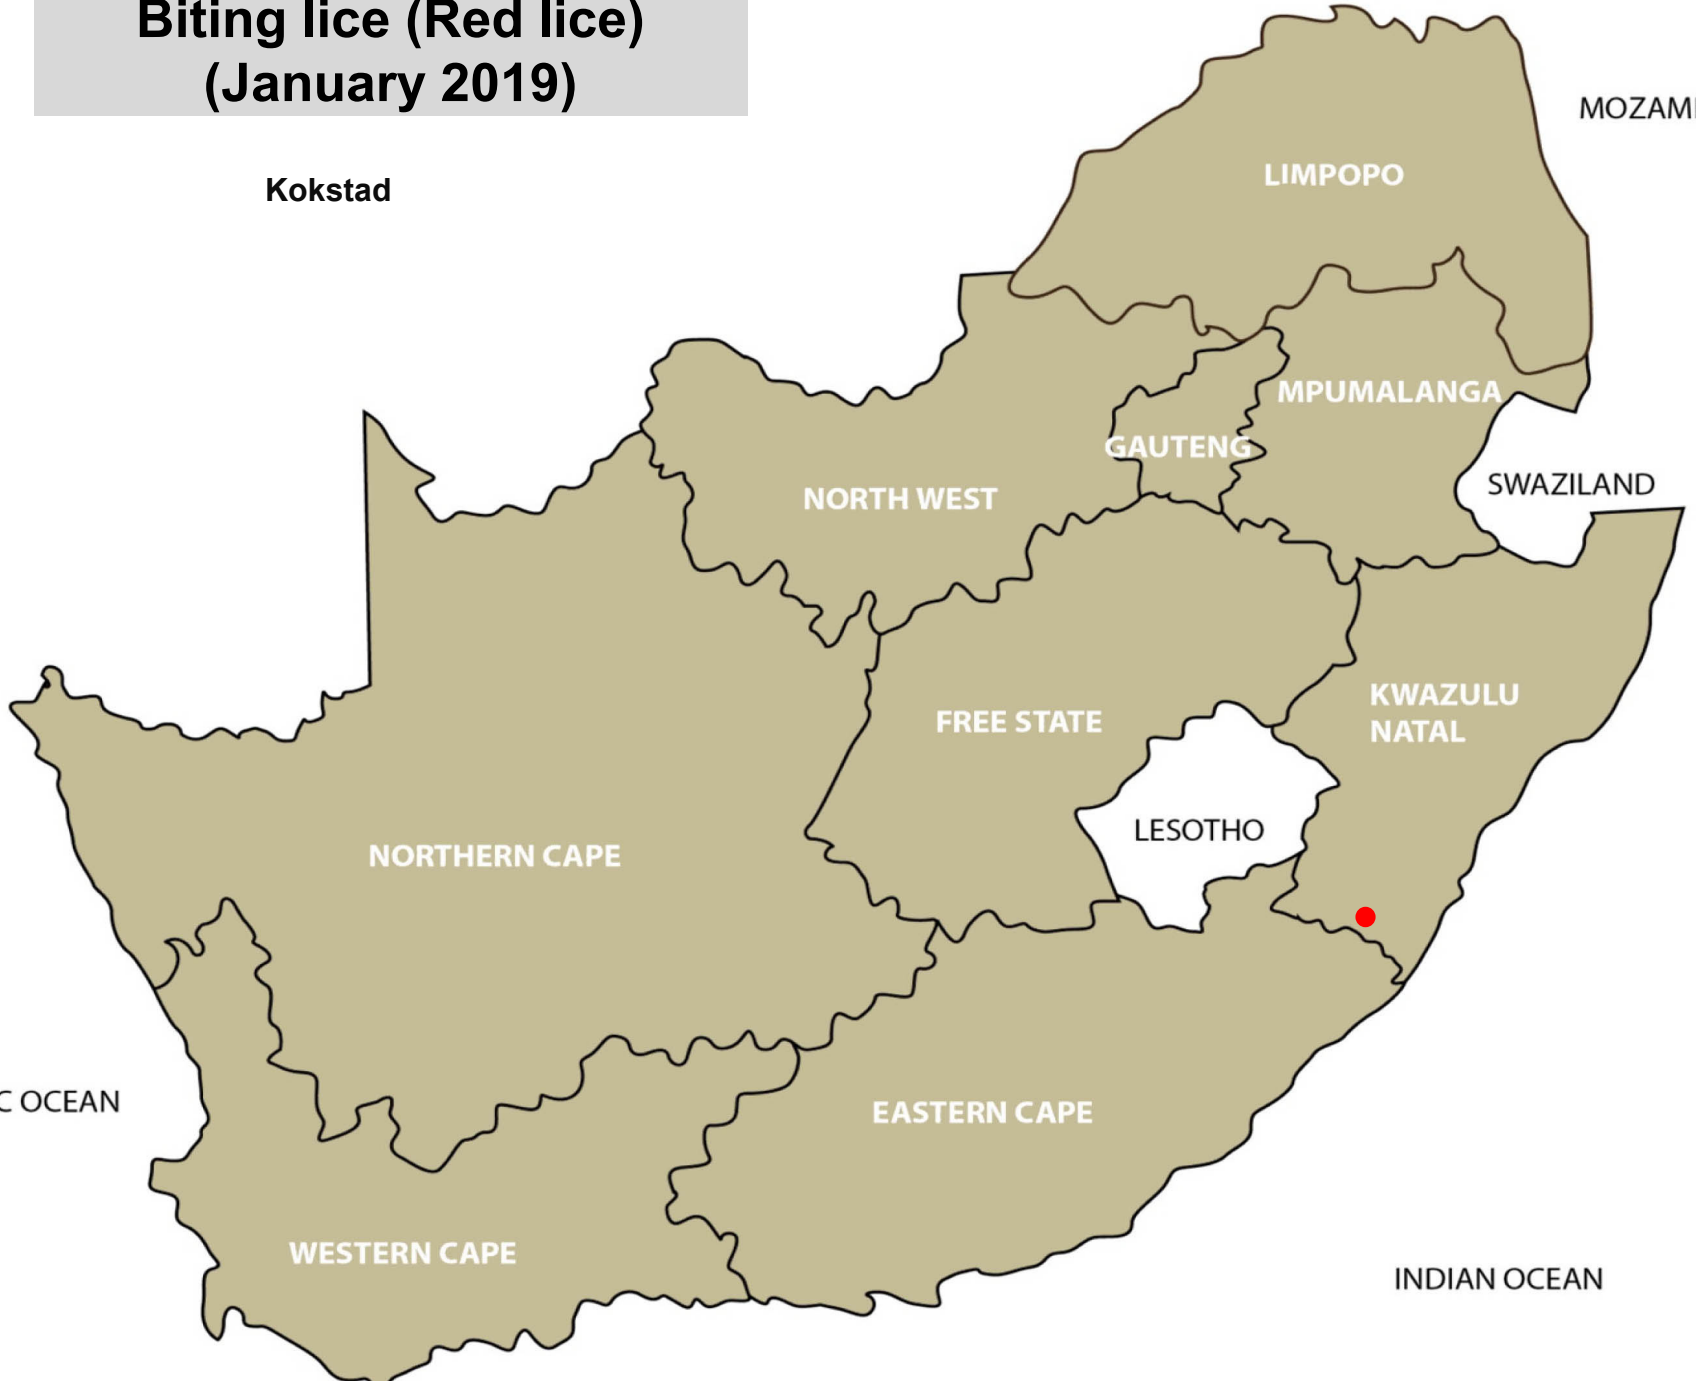 Biting lice (Red lice)
(January 2019)
Kokstad
LIMPOPO
MPUMALANGA
GAUTENG
NORTH WEST
SWAZILAND
KWAZULU
NATAL
FREE STATE
LESOTHO
NORTHERN CAPE
OCEAN
EASTERN CAPE
WESTERN CAPE
INDIAN OCEAN